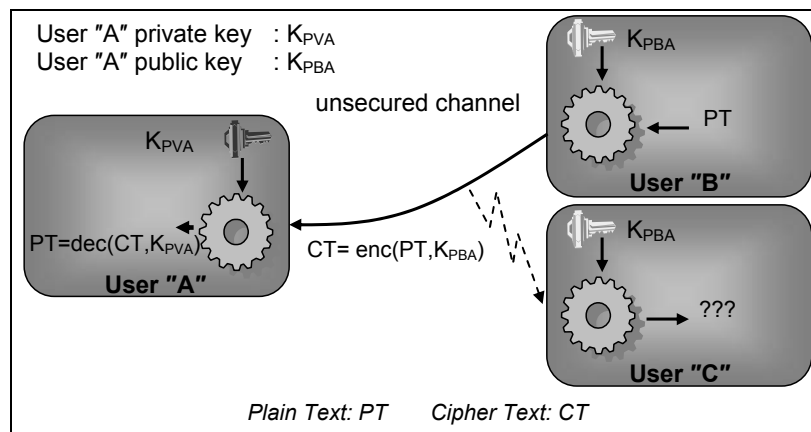 User "A" private key : KPVA
User "A" public key : KPBA
KPBA
unsecured channel
PT
User "B"
KPVA
PT=dec(CT,KPVA)
User "A"
CT= enc(PT,KPBA)
KPBA
???
User "C"
Plain Text: PT Cipher Text: CT